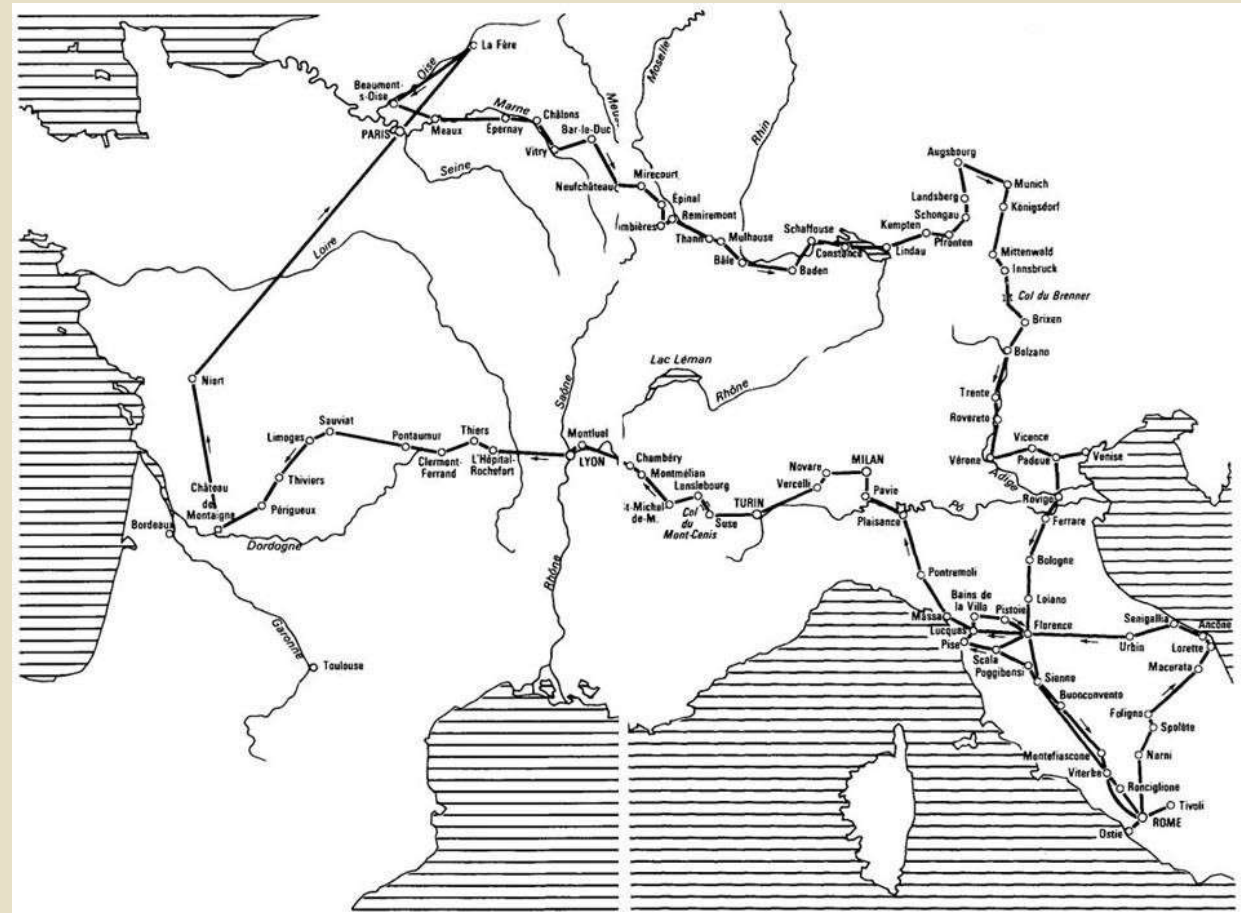 La Fère
Oise
Beaumont-
s-Oise
PARIS
Meaux
Marne
Épernay
Châlons
Vitry
Bar-le-Duc
Meuse
Moselle
Rhin
Seine
Neufchâteau
Mirecourt
Épinal
Remiremont
mbières
Thann
Mulhouse
Bâle
Baden
Schaffouse
Constance
Lindau
Kempten
Pfronten
Schongau
Landsberg
Augsbourg
Munich
Königsdorf
Mittenwald
Innsbruck
Col du Brenner
Brixen
Bolzano
Trente
Rovereto
Vérone
Vicence
Padoue
Venise
Adige
Rovigo
Pô
Ferrare
Bologne
Loiano
Loire
Niort
Saône
Lac Léman
Rhône
Sauviat
Limoges
Thiviers
Périgueux
Château
de
Montaigne
Bordeaux
Dordogne
Garonne
Toulouse
Pontaumur
Clermont-
Ferrand
Thiers
L'Hôpital-
Rochefort
LYON
Montluel
Rhône
Chambéry
Montmélian
Lanslebourg
t-Michel
de-M.
Col
du
Mont-Cenis
Suse
TURIN
Vercelli
Novare
MILAN
Pavie
Plaisance
Pontremoli
Massa
Bains de
la Villa
Pistoie
Lucques
Pise
Florence
Scala
Poggibonsi
Sienne
Buonconvento
Montefiascone
Viterbe
Ronciglione
ROME
Tivoli
Ostie
Narni
Spolète
Foligno
Macerata
Lorette
Ancône
Senigallia
Urbin